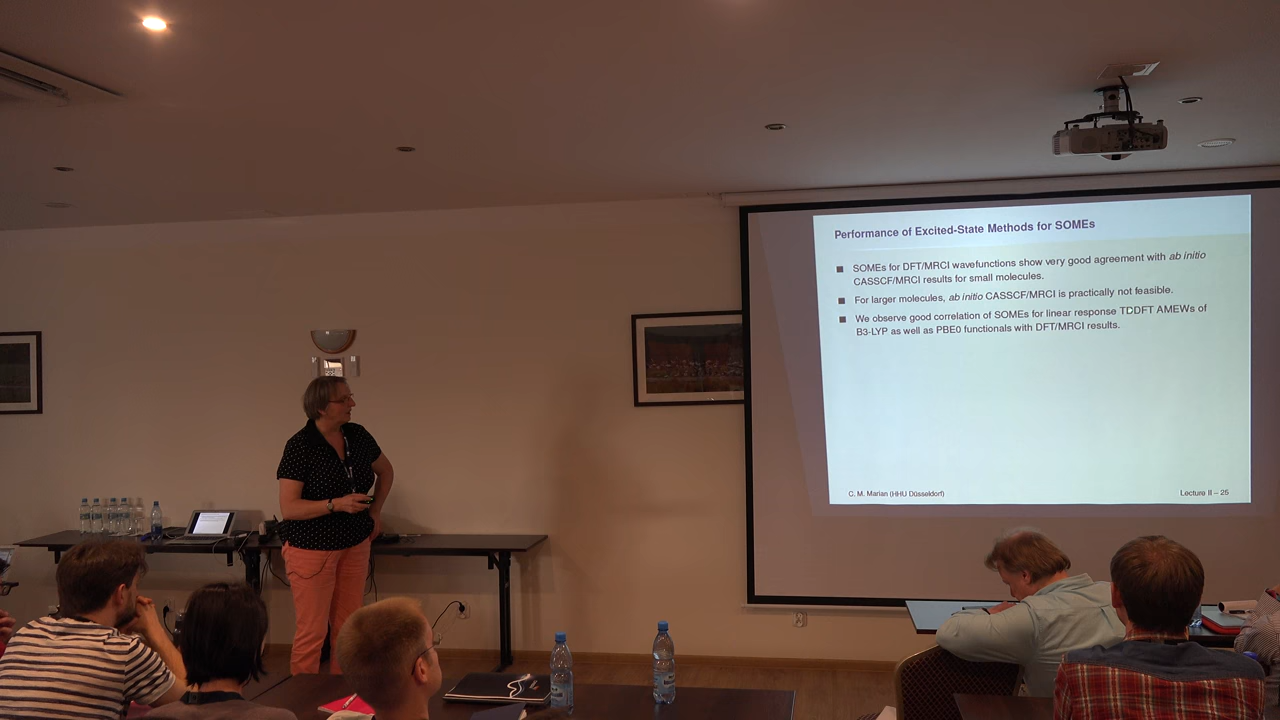 Performance of Excited-State Methods for SOMEs
SOMEs for DFT/MRCI wavefunctions show very good agreement with ab initio
CASSCF/MRCI results for small molecules.
For larger molecules, ab initio CASSCF/MRCI is practically not feasible.
We observe good correlation of SOMEs for linear response TDDFT AMEWs of
B3-LYP as well as PBE0 functionals with DFT/MRCI results.
C. M. Marian (HHU Düsseldorf)
Lecture II – 25